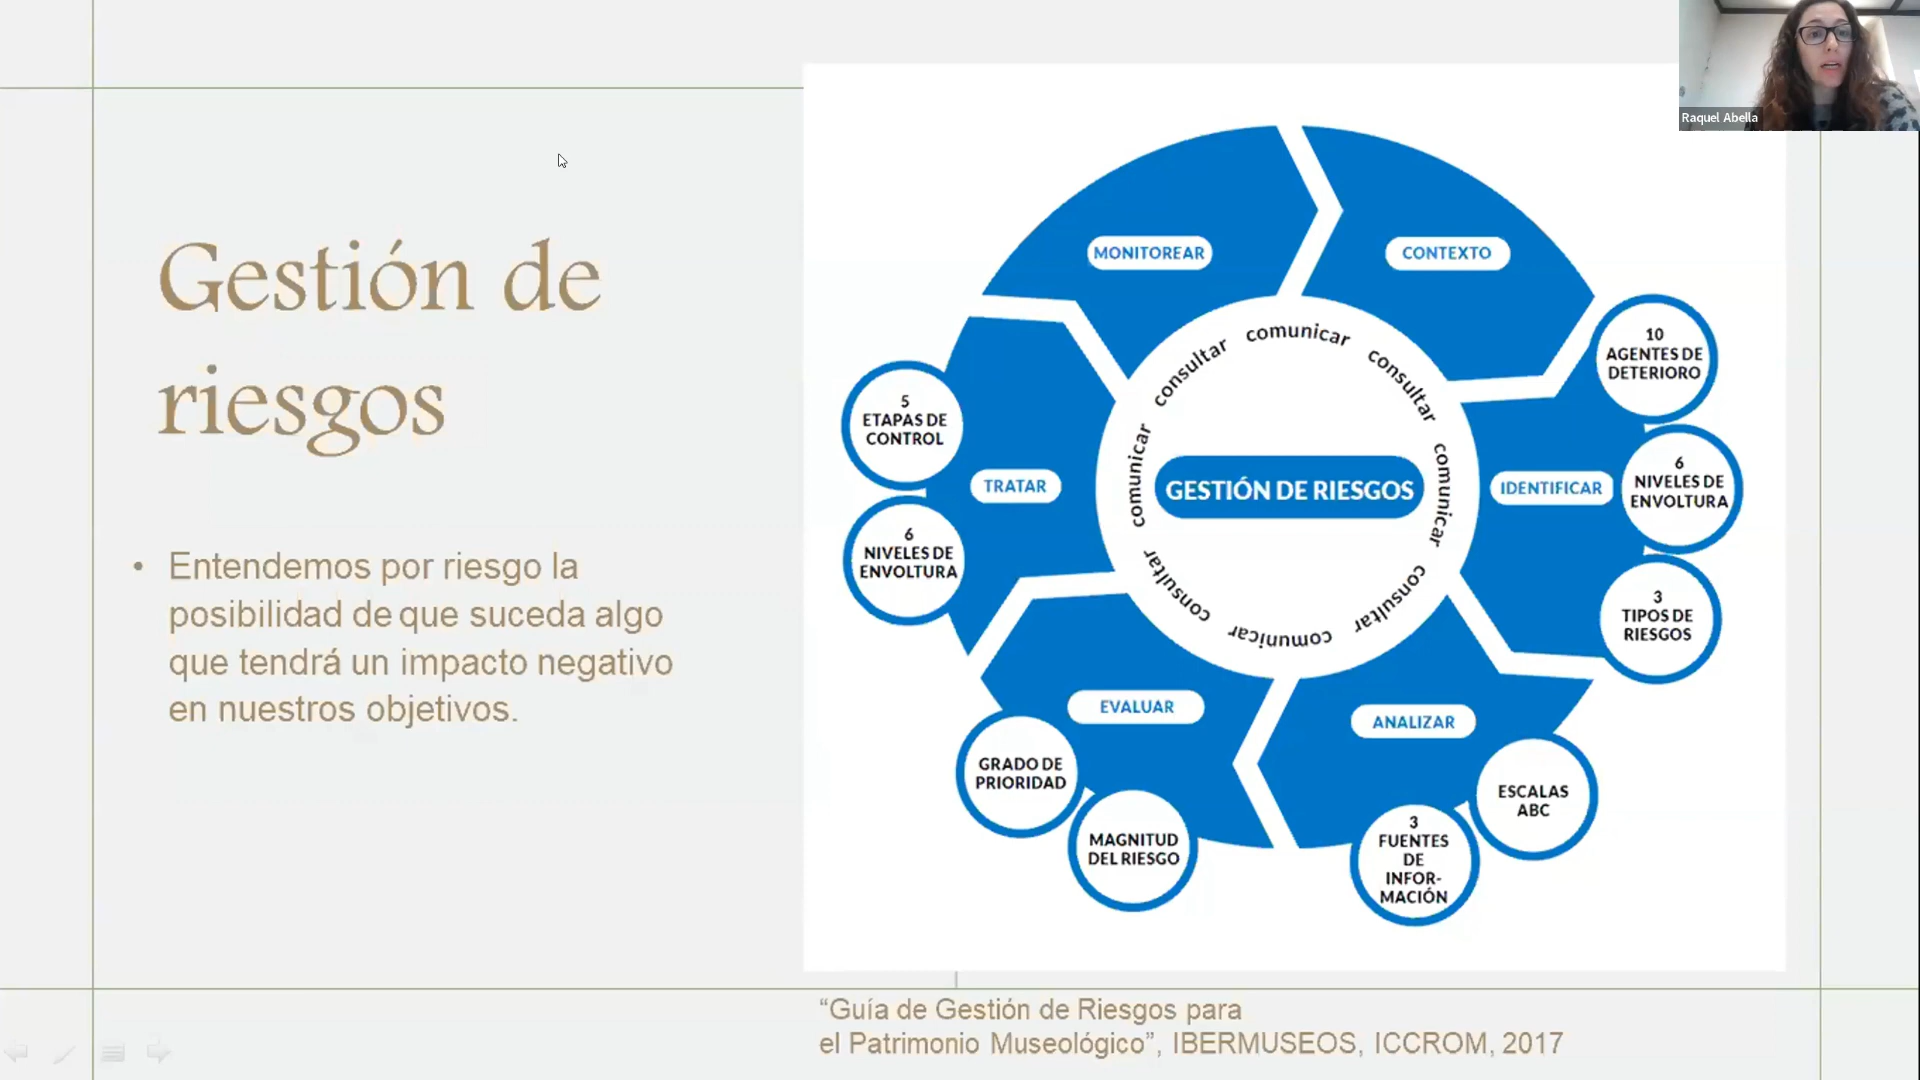 Raquel Abella
Gestión de
riesgos
• Entendemos por riesgo la
posibilidad de que suceda algo
que tendrá un impacto negativo
en nuestros objetivos.
MONITOREAR
CONTEXTO
10
AGENTES DE
DETERIORO
IDENTIFICAR
6
NIVELES DE
ENVOLTURA
3
TIPOS DE
RIESGOS
ANALIZAR
ESCALAS
ABC
3
FUENTES
DE
INFOR-
MACIÓN
EVALUAR
MAGNITUD
DEL RIESGO
GRADO DE
PRIORIDAD
TRATAR
6
NIVELES DE
ENVOLTURA
5
ETAPAS DE
CONTROL
comunicar
consultar
comunicar
consultar
comunicar
consultar
comunicar
consultar
GESTIÓN DE RIESGOS
“Guía de Gestión de Riesgos para
el Patrimonio Museológico”, IBERMUSEOS, ICCROM, 2017